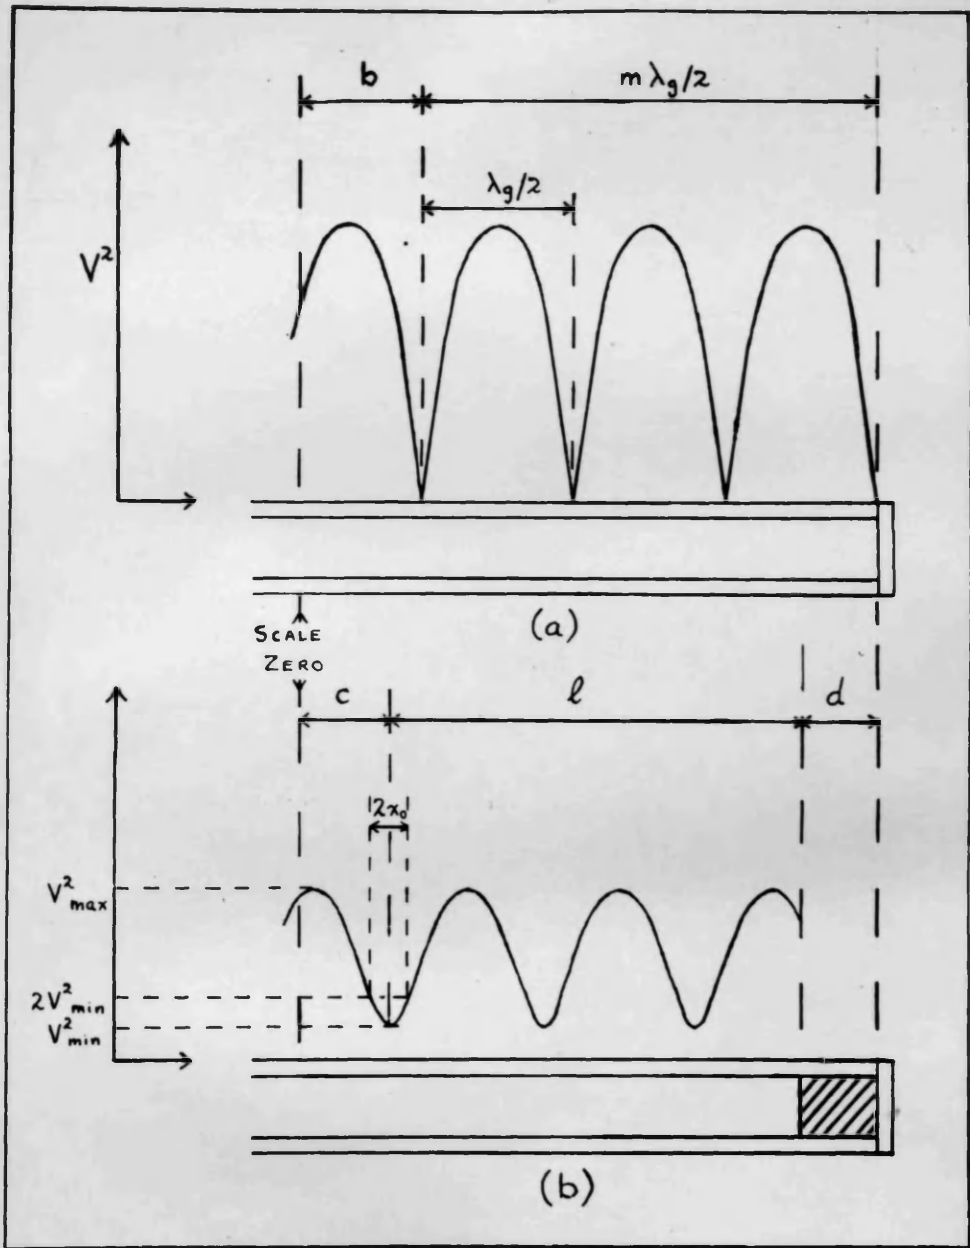 b
mλg/2
λg/2
V²
(a)
SCALE
ZERO
c
l
d
2x₀
V²max
2V²min
V²min
(b)